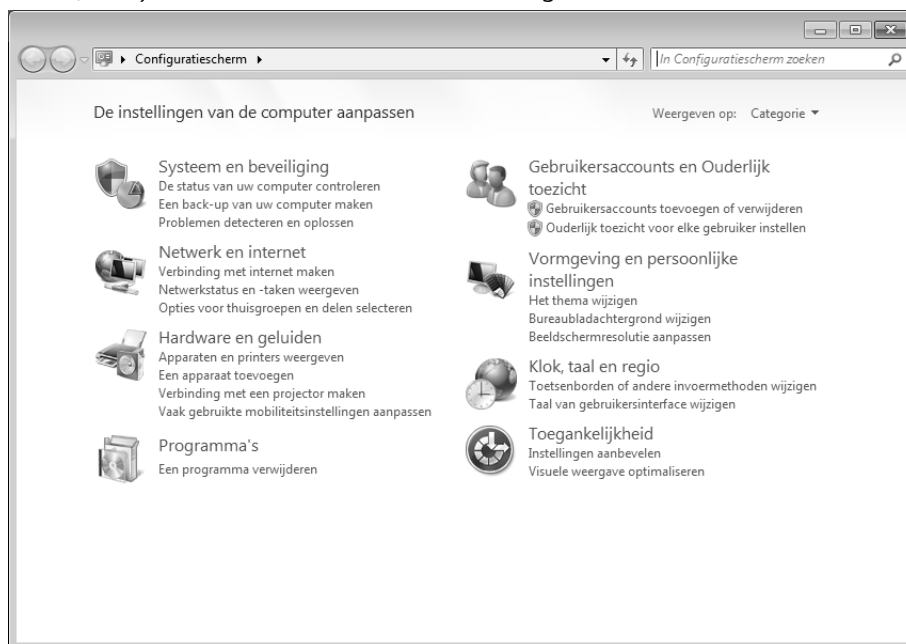 Configuratiescherm
In Configuratiescherm zoeken
De instellingen van de computer aanpassen
Weergeven op: Categorie
Systeem en beveiliging
De status van uw computer controleren
Een back-up van uw computer maken
Problemen detecteren en oplossen
Netwerk en internet
Verbinding met internet maken
Netwerkstatus en -taken weergeven
Opties voor thuisgroepen en delen selecteren
Hardware en geluiden
Apparaten en printers weergeven
Een apparaat toevoegen
Verbinding met een projector maken
Vaak gebruikte mobiliteitsinstellingen aanpassen
Programma's
Een programma verwijderen
Gebruikersaccounts en Ouderlijk
toezicht
Gebruikersaccounts toevoegen of verwijderen
Ouderlijk toezicht voor elke gebruiker instellen
Vormgeving en persoonlijke
instellingen
Het thema wijzigen
Bureaubladachtergrond wijzigen
Beeldschermresolutie aanpassen
Klok, taal en regio
Toetsenborden of andere invoermethoden wijzigen
Taal van gebruikersinterface wijzigen
Toegankelijkheid
Instellingen aanbevelen
Visuele weergave optimaliseren